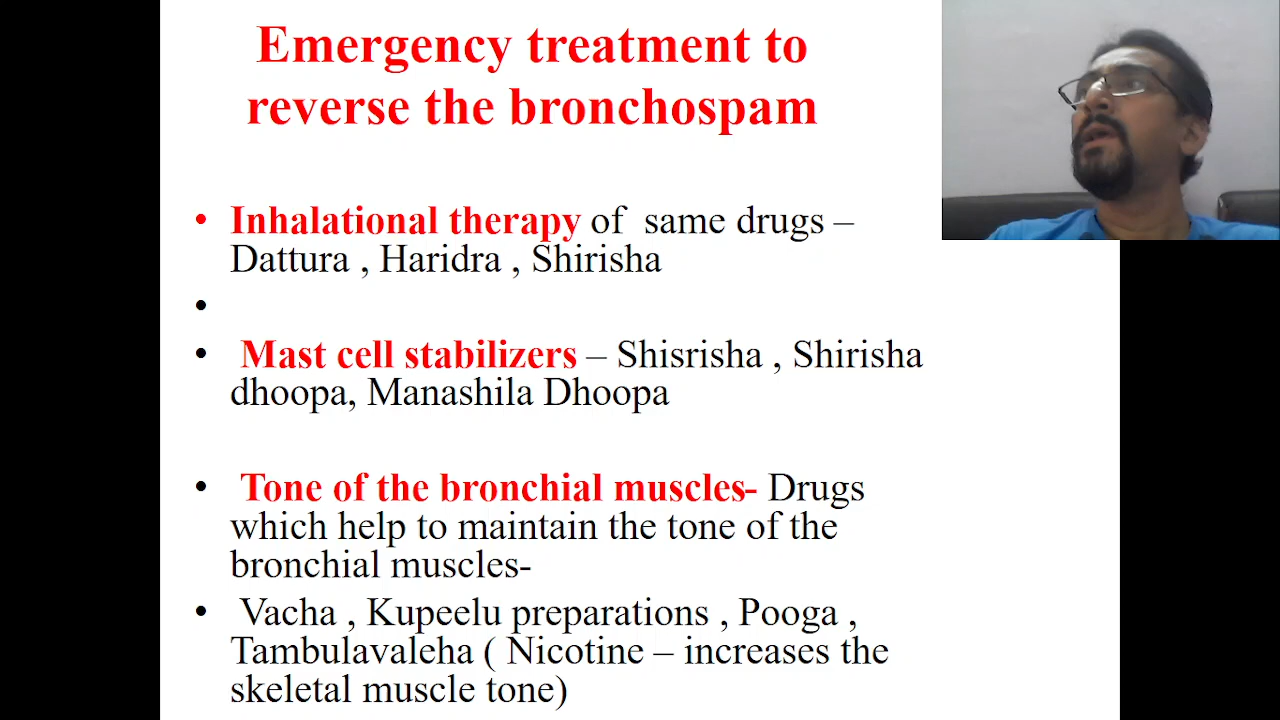 Emergency treatment to
reverse the bronchospam
• Inhalational therapy of same drugs –
Dattura , Haridra , Shirisha
•
• Mast cell stabilizers – Shisrisha , Shirisha
dhoopa, Manashila Dhoopa
• Tone of the bronchial muscles- Drugs
which help to maintain the tone of the
bronchial muscles-
• Vacha , Kupeelu preparations , Pooga ,
Tambulavaleha ( Nicotine – increases the
skeletal muscle tone)